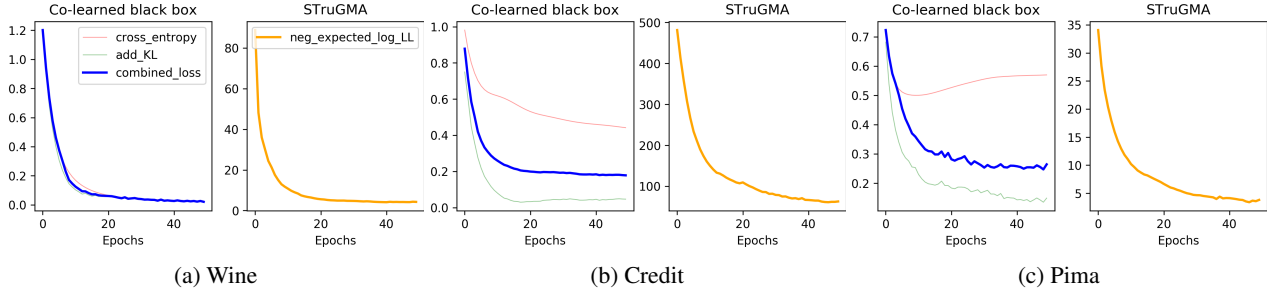 Co-learned black box
STruGMA
Co-learned black box
STruGMA
Co-learned black box
STruGMA
1.2
1.0
0.8
0.6
0.4
0.2
0.0
cross_entropy
add_KL
combined_loss
0 20 40
Epochs
80
60
40
20
0
neg_expected_log_LL
0 20 40
Epochs
1.0
0.8
0.6
0.4
0.2
0.0
0 20 40
Epochs
500
400
300
200
100
0 20 40
Epochs
0.7
0.6
0.5
0.4
0.3
0.2
0 20 40
Epochs
35
30
25
20
15
10
5
0 20 40
Epochs
(a) Wine
(b) Credit
(c) Pima